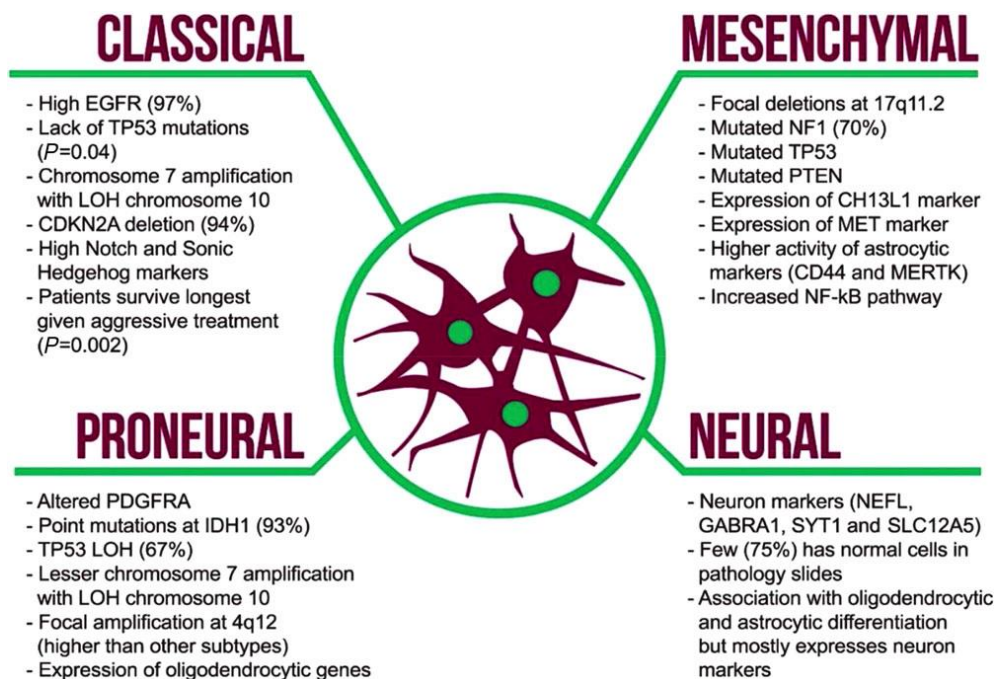 CLASSICAL
- High EGFR (97%)
- Lack of TP53 mutations
(P=0.04)
- Chromosome 7 amplification
with LOH chromosome 10
- CDKN2A deletion (94%)
- High Notch and Sonic
Hedgehog markers
- Patients survive longest
given aggressive treatment
(P=0.002)
MESENCHYMAL
- Focal deletions at 17q11.2
- Mutated NF1 (70%)
- Mutated TP53
- Mutated PTEN
- Expression of CH13L1 marker
- Expression of MET marker
- Higher activity of astrocytic
markers (CD44 and MERTK)
- Increased NF-kB pathway
PRONEURAL
- Altered PDGFRA
- Point mutations at IDH1 (93%)
- TP53 LOH (67%)
- Lesser chromosome 7 amplification
with LOH chromosome 10
- Focal amplification at 4q12
(higher than other subtypes)
- Expression of oligodendrocytic genes
NEURAL
- Neuron markers (NEFL,
GABRA1, SYT1 and SLC12A5)
- Few (75%) has normal cells in
pathology slides
- Association with oligodendrocytic
and astrocytic differentiation
but mostly expresses neuron
markers